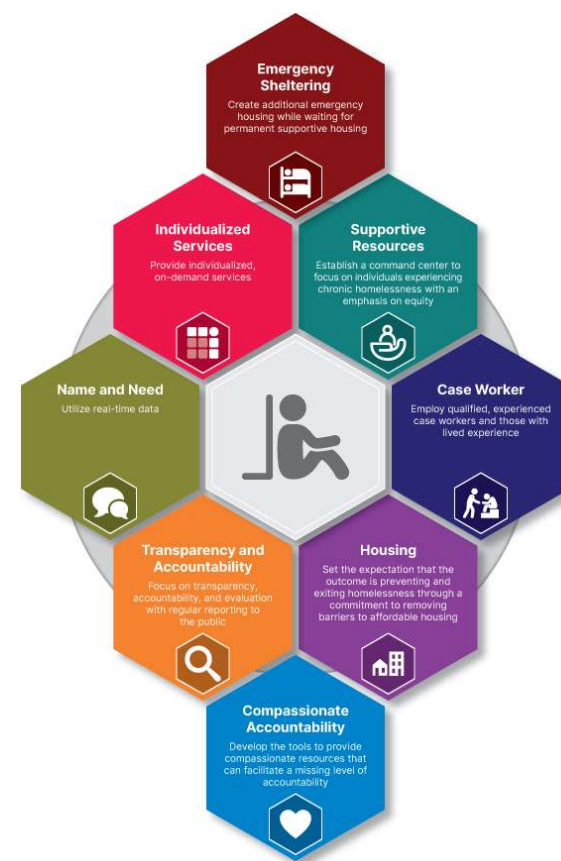 Emergency
Sheltering
Create additional emergency
housing while waiting for
permanent supportive housing
Individualized
Services
Provide individualized,
on-demand services
Supportive
Resources
Establish a command center to
focus on individuals experiencing
chronic homelessness with an
emphasis on equity
Name and Need
Utilize real-time data
Case Worker
Employ qualified, experienced
case workers and those with
lived experience
Transparency and
Accountability
Focus on transparency,
accountability, and evaluation
with regular reporting to
the public
Housing
Set the expectation that the
outcome is preventing and
exiting homelessness through a
commitment to removing
barriers to affordable housing
Compassionate
Accountability
Develop the tools to provide
compassionate resources that
can facilitate a missing level of
accountability